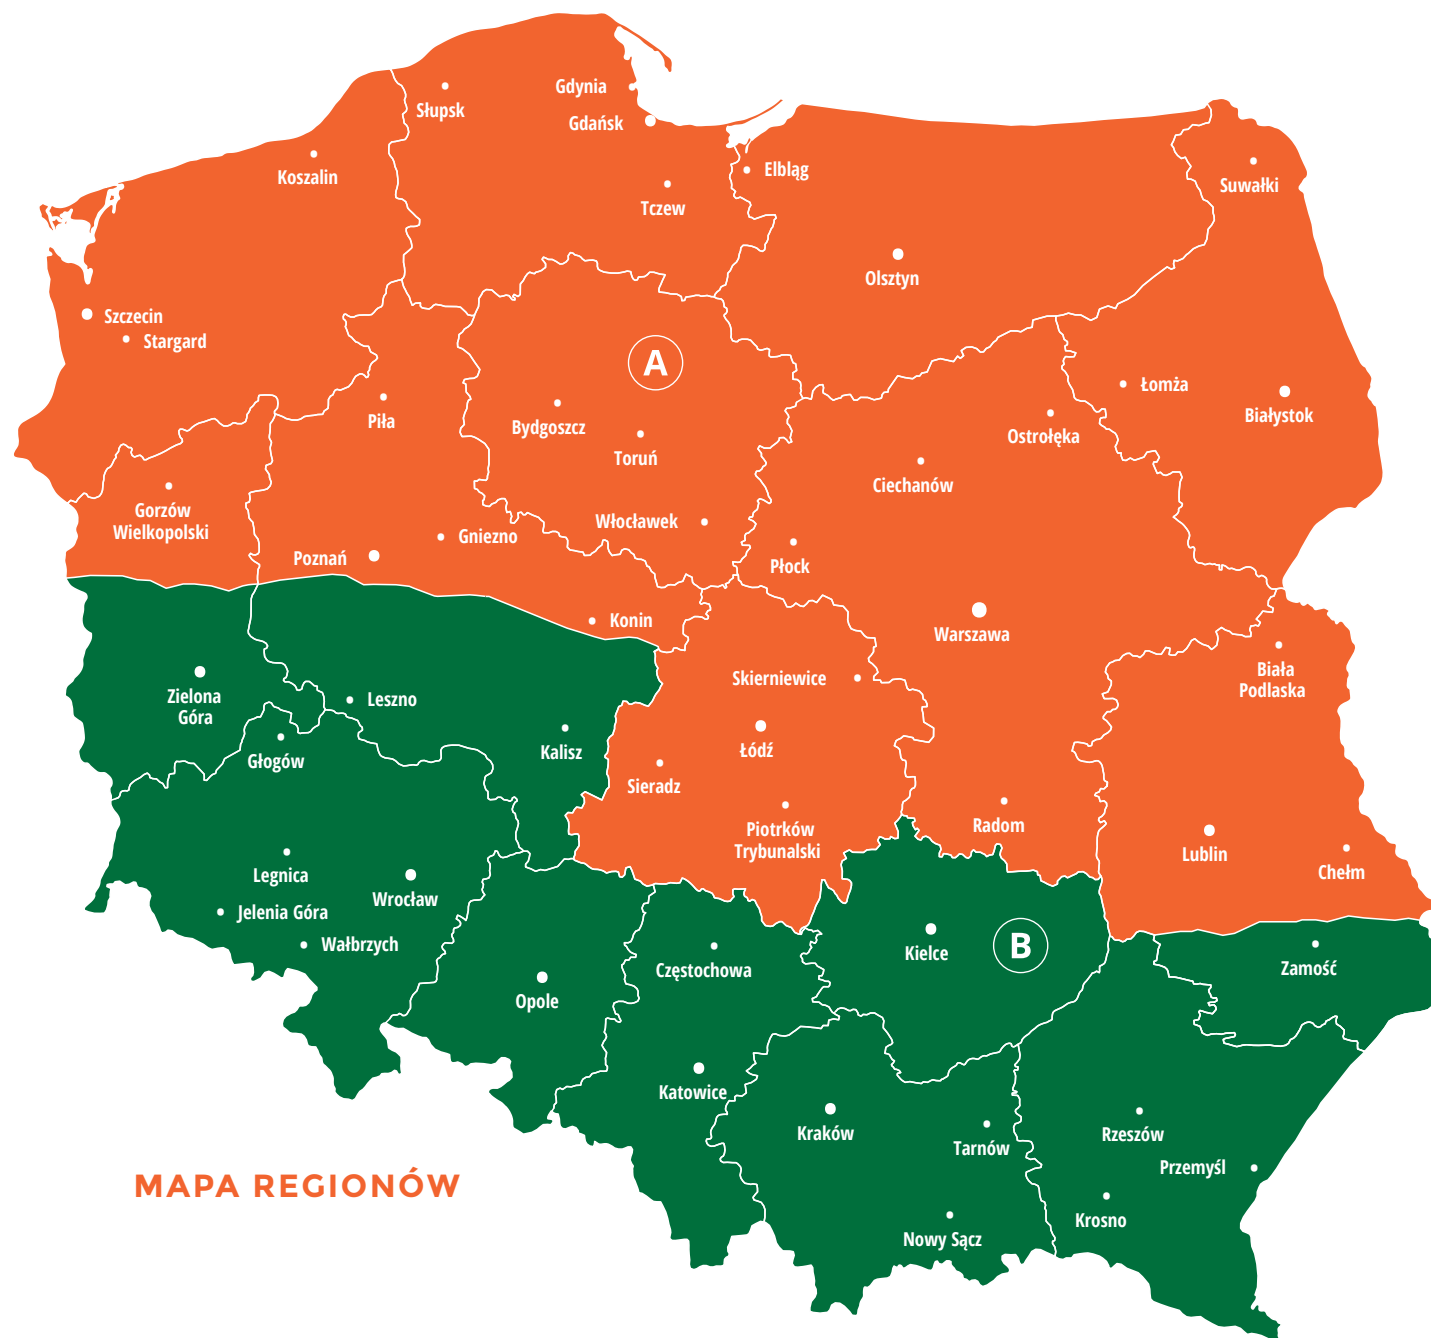 Słupsk
Gdynia
Gdańsk
Koszalin
Elbląg
Suwałki
Tczew
Olsztyn
Szczecin
Stargard
A
Łomża
Piła
Bydgoszcz
Białystok
Ostrołęka
Toruń
Ciechanów
Gorzów
Wielkopolski
Włocławek
Gniezno
Poznań
Płock
Konin
Warszawa
Biała
Podlaska
Skierniewice
Zielona
Góra
Leszno
Kalisz
Łódź
Głogów
Sieradz
Radom
Piotrków
Trybunalski
Lublin
Chełm
Legnica
Wrocław
Jelenia Góra
Wałbrzych
Kielce
B
Częstochowa
Zamość
Opole
Katowice
Kraków
Rzeszów
Tarnów
Przemyśl
MAPA REGIONÓW
Krosno
Nowy Sącz